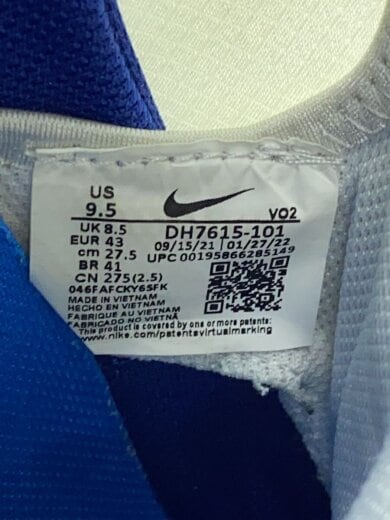 US
9.5
VO2
UK 8.5
DH7615-101
EUR 43
09/15/21 | 01/27/22
cm 27.5
UPC 00195866285149
BR 41
CN 275(2.5)
046FAFCKY6SFK
MADE IN VIETNAM
HECHO EN VIETNAM
FABRIQUE AU VIETNAM
FABRICADO NO VIETNÃ
This product is covered by one or more patents:
www.nike.com/patentsvirtualmarking